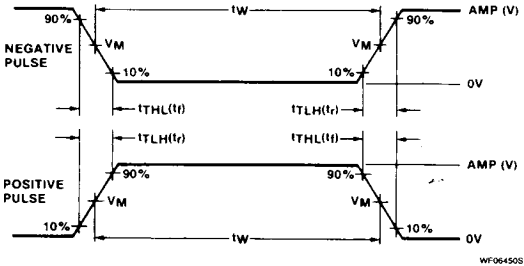 90% tW 90% AMP (V)
NEGATIVE
PULSE
VM VM
10% 10%
0V
tTHL(tf) tTLH(tr)
tTLH(tr) tTHL(tf)
AMP (V)
90% 90%
POSITIVE
PULSE
VM VM
10% 10%
tW 0V
WF06450S